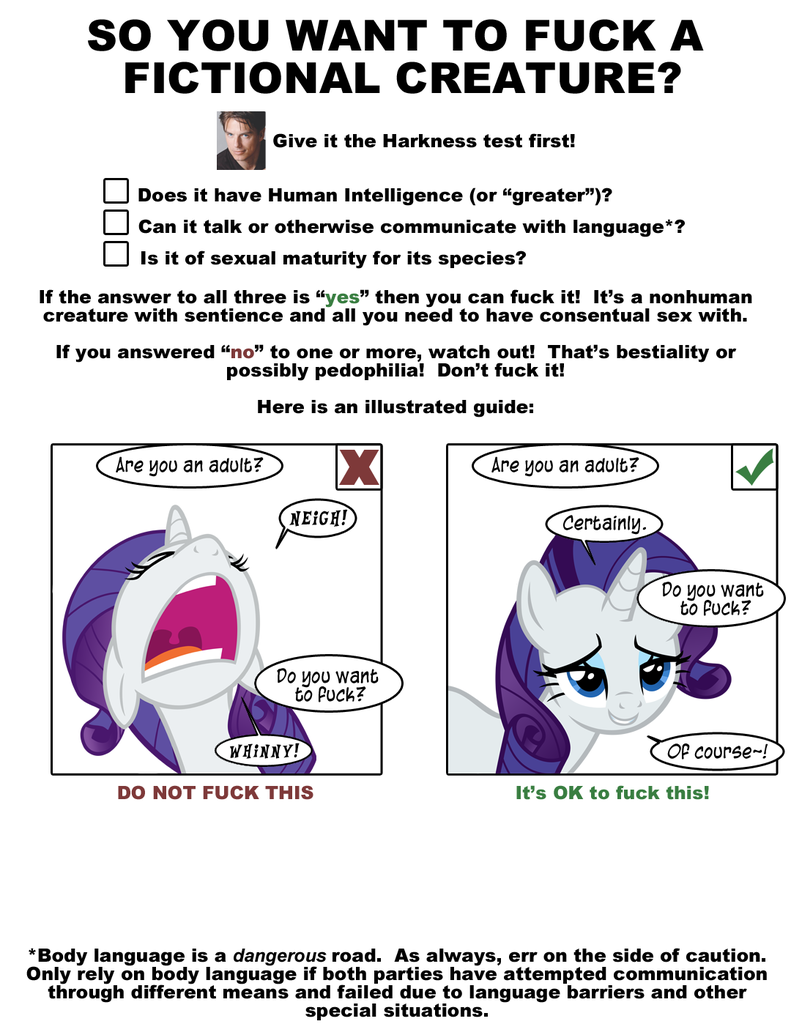 SO YOU WANT TO FUCK A
FICTIONAL CREATURE?
Give it the Harkness test first!
Does it have Human Intelligence (or “greater”)?
Can it talk or otherwise communicate with language*?
Is it of sexual maturity for its species?
If the answer to all three is “yes” then you can fuck it!  It’s a nonhuman
creature with sentience and all you need to have consentual sex with.
If you answered “no” to one or more, watch out!  That’s bestiality or
possibly pedophilia!  Don’t fuck it!
Here is an illustrated guide:
Are you an adult?
NEIGH!
Do you want
to fuck?
WHINNY!
DO NOT FUCK THIS
Are you an adult?
Certainly.
Do you want
to fuck?
Of course~!
It’s OK to fuck this!
*Body language is a dangerous road.  As always, err on the side of caution.
Only rely on body language if both parties have attempted communication
through different means and failed due to language barriers and other
special situations.